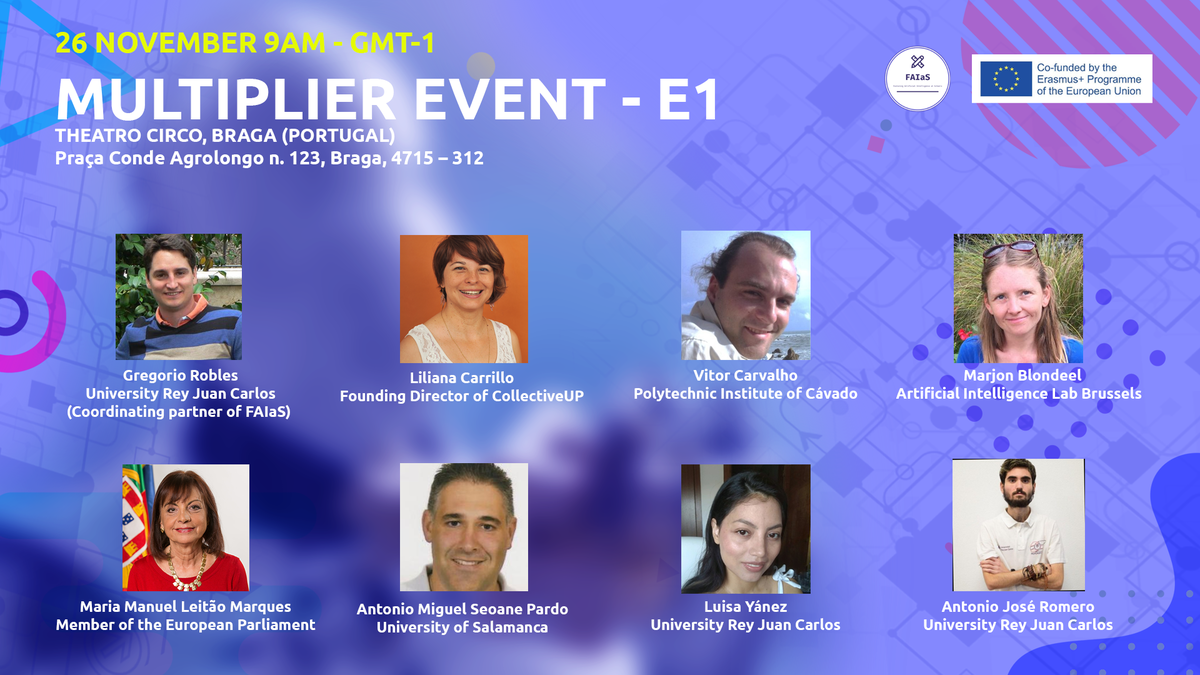 26 NOVEMBER 9AM - GMT-1
MULTIPLIER EVENT - E1
THEATRO CIRCO, BRAGA (PORTUGAL)
Praça Conde Agrolongo n. 123, Braga, 4715 – 312
FAIaS
Co-funded by the
Erasmus+ Programme
of the European Union
Gregorio Robles
University Rey Juan Carlos
(Coordinating partner of FAIaS)
Liliana Carrillo
Founding Director of CollectiveUP
Vitor Carvalho
Polytechnic Institute of Cávado
Marjon Blondeel
Artificial Intelligence Lab Brussels
Maria Manuel Leitão Marques
Member of the European Parliament
Antonio Miguel Seoane Pardo
University of Salamanca
Luisa Yánez
University Rey Juan Carlos
Antonio José Romero
University Rey Juan Carlos